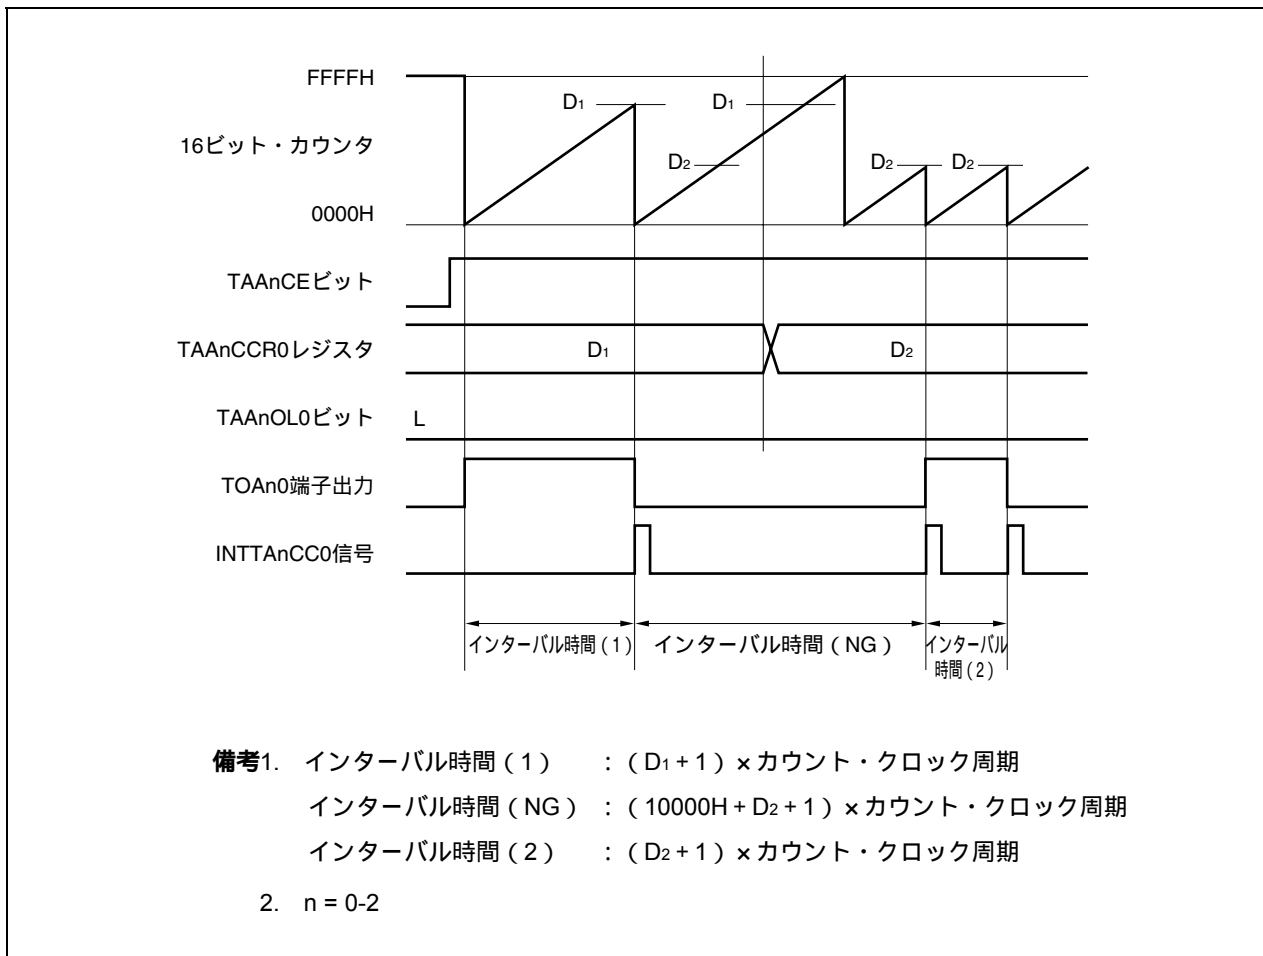 FFFFH
D1 D1
16ビット・カウンタ
D2 D2 D2
0000H
TAAnCEビット
TAAnCCR0レジスタ D1 D2
TAAnOL0ビット L
TOAn0端子出力
INTTAnCC0信号
インターバル時間（1） インターバル時間（NG） インターバル
時間（2）
備考1. インターバル時間（1） ：（D1 + 1）×カウント・クロック周期
インターバル時間（NG） ：（10000H + D2 + 1）×カウント・クロック周期
インターバル時間（2） ：（D2 + 1）×カウント・クロック周期
2. n = 0-2